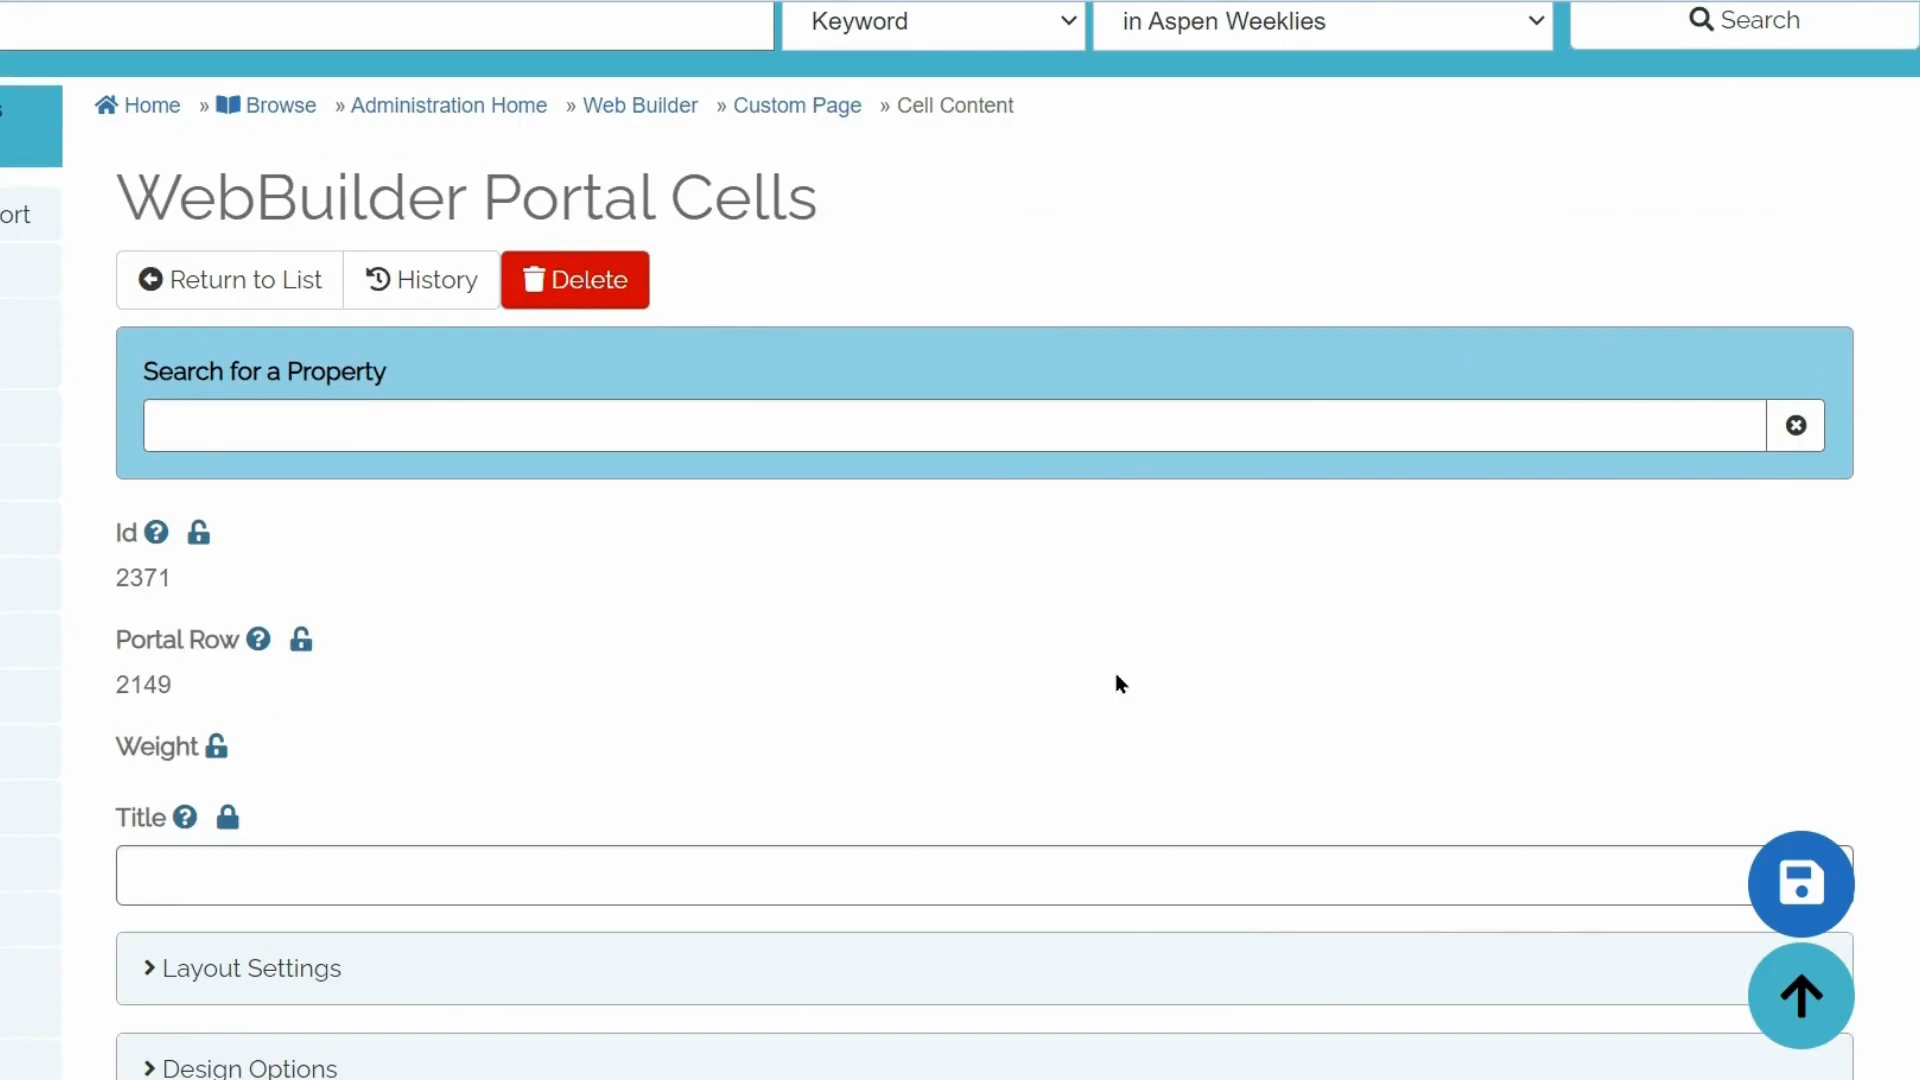 Keyword
in Aspen Weeklies
Search
Home » Browse » Administration Home » Web Builder » Custom Page » Cell Content
ort
WebBuilder Portal Cells
Return to List
History
Delete
Search for a Property
Id
2371
Portal Row
2149
Weight
Title
Layout Settings
Design Options